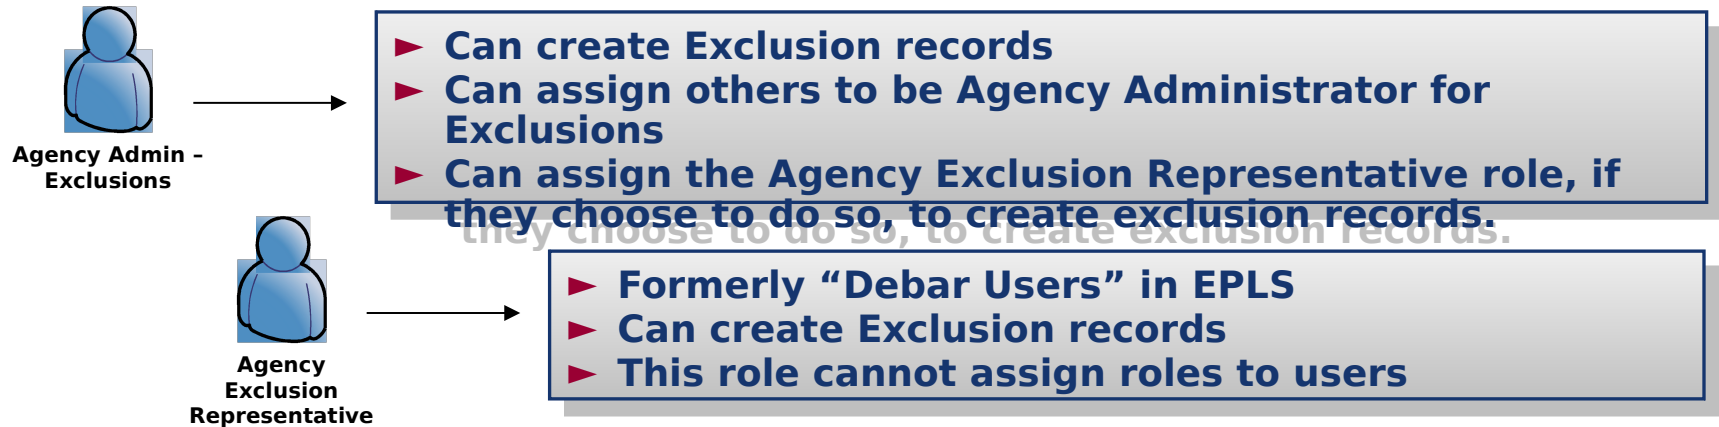 Agency Admin –
Exclusions
► Can create Exclusion records
► Can assign others to be Agency Administrator for
Exclusions
► Can assign the Agency Exclusion Representative role, if
they choose to do so, to create exclusion records.
Agency
Exclusion
Representative
► Formerly “Debar Users” in EPLS
► Can create Exclusion records
► This role cannot assign roles to users